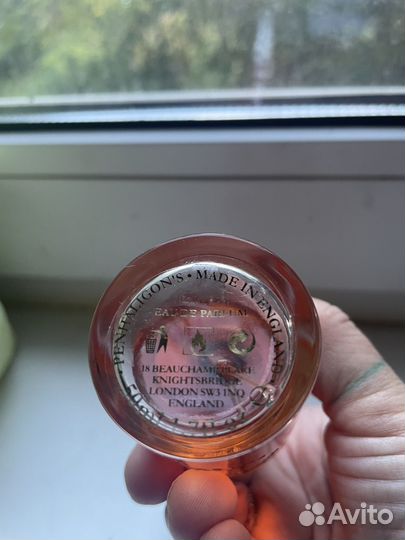 PENHALIGON'S • MADE IN ENGLAND •
EAU DE PARFUM
18 BEAUCHAMP PLACE
KNIGHTSBRIDGE
LONDON SW3 1NQ
ENGLAND
Avito